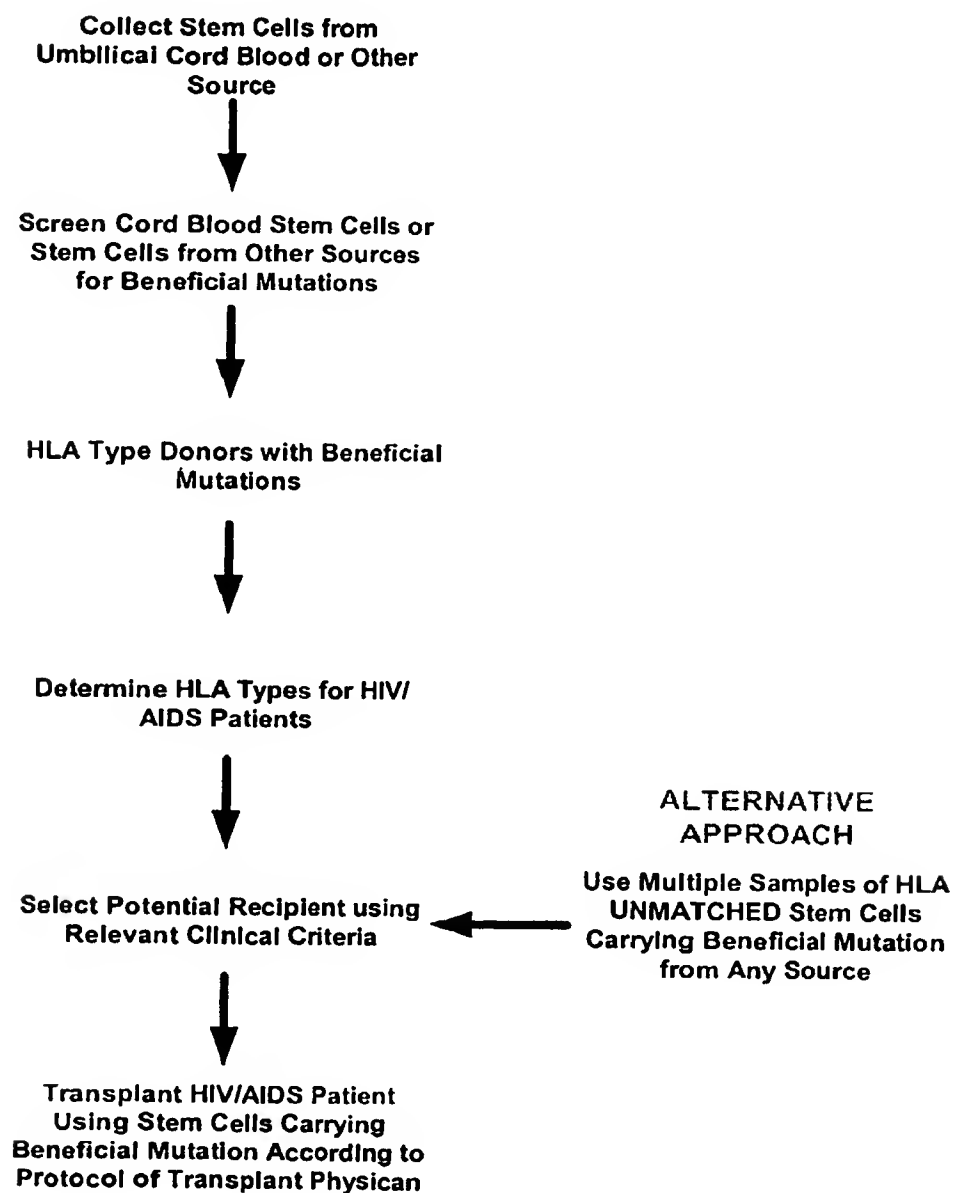 Collect Stem Cells from
Umbilical Cord Blood or Other
Source
Screen Cord Blood Stem Cells or
Stem Cells from Other Sources
for Beneficial Mutations
HLA Type Donors with Beneficial
Mutations
Determine HLA Types for HIV/
AIDS Patients
Select Potential Recipient using
Relevant Clinical Criteria
ALTERNATIVE
APPROACH
Use Multiple Samples of HLA
UNMATCHED Stem Cells
Carrying Beneficial Mutation
from Any Source
Transplant HIV/AIDS Patient
Using Stem Cells Carrying
Beneficial Mutation According to
Protocol of Transplant Physican